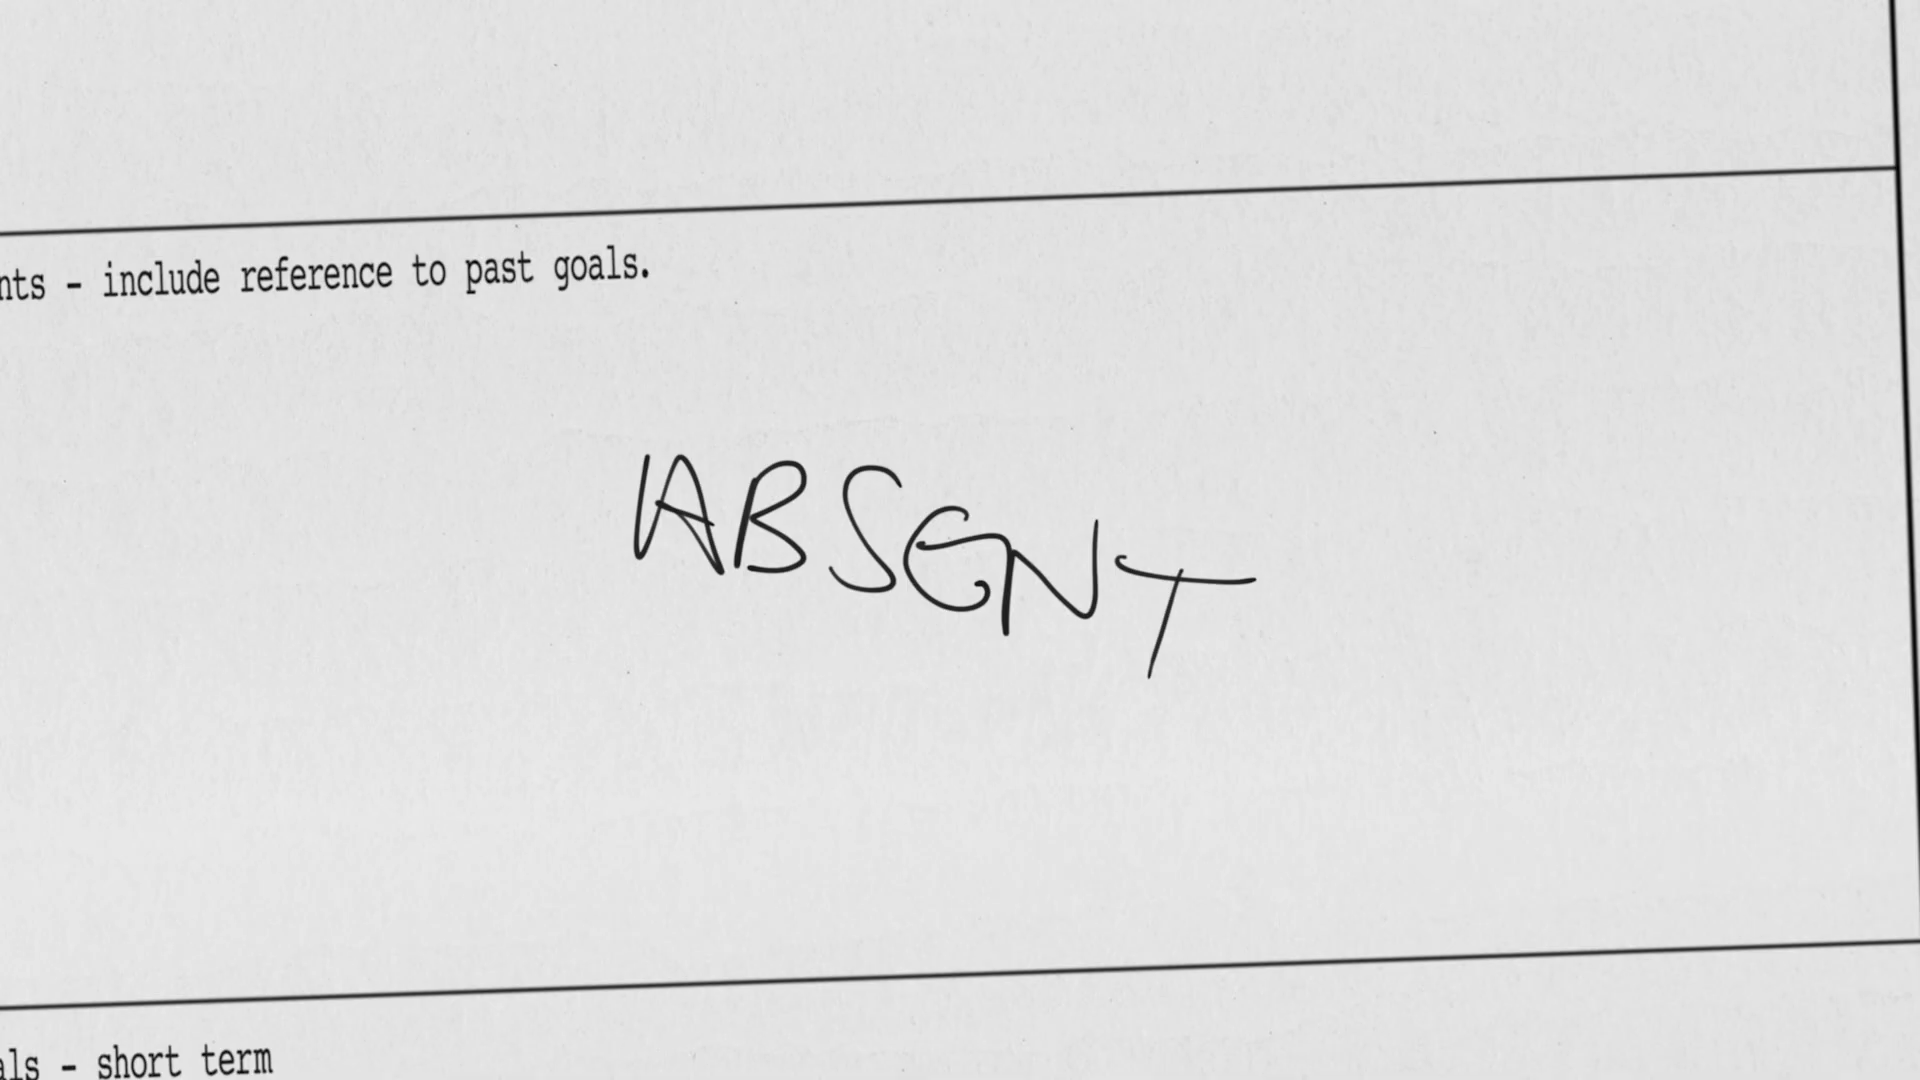 nts - include reference to past goals.
ABSENT
als - short term